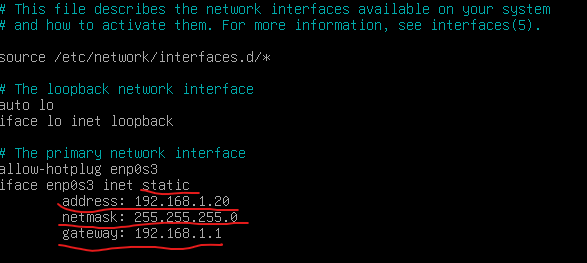 # This file describes the network interfaces available on your system
# and how to activate them. For more information, see interfaces(5).
source /etc/network/interfaces.d/*
# The loopback network interface
auto lo
iface lo inet loopback
# The primary network interface
allow-hotplug enp0s3
iface enp0s3 inet static
address: 192.168.1.20
netmask: 255.255.255.0
gateway: 192.168.1.1